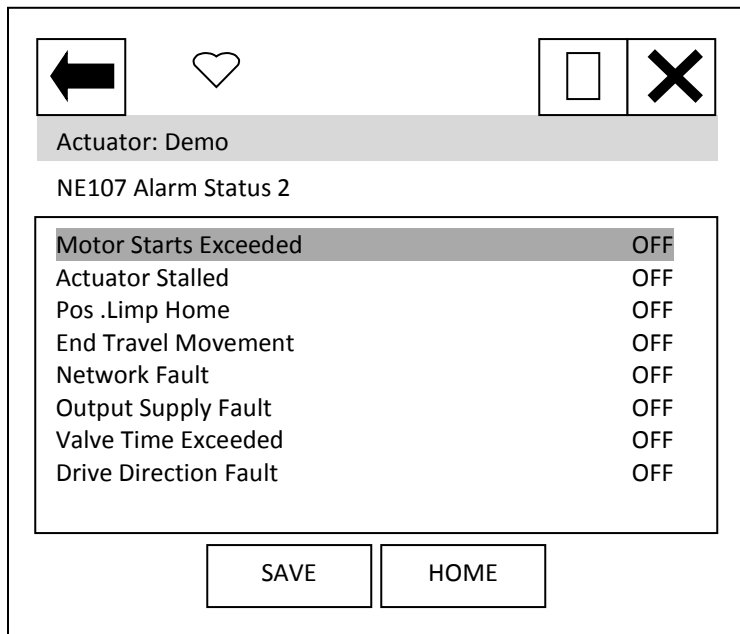 Actuator: Demo
NE107 Alarm Status 2
Motor Starts Exceeded OFF
Actuator Stalled OFF
Pos .Limp Home OFF
End Travel Movement OFF
Network Fault OFF
Output Supply Fault OFF
Valve Time Exceeded OFF
Drive Direction Fault OFF
SAVE HOME